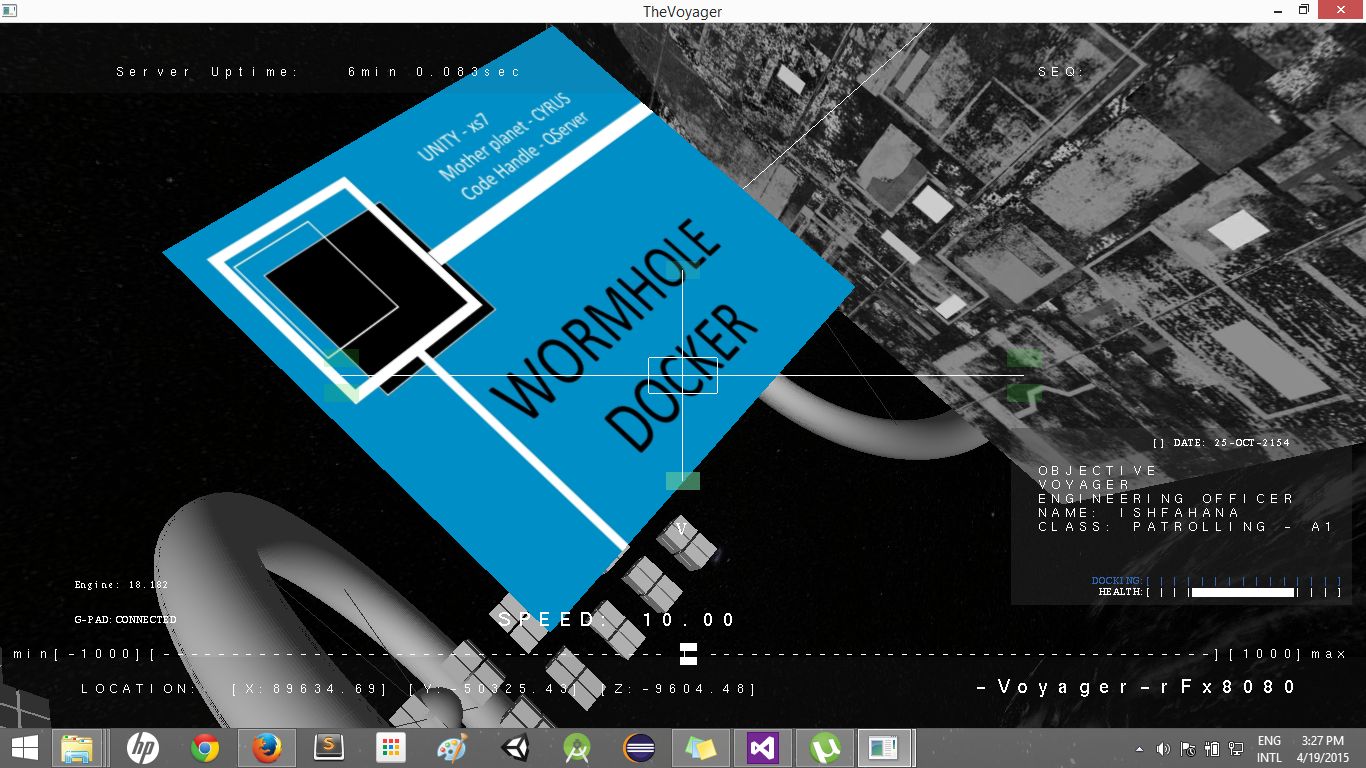 TheVoyager
Server Uptime: 6min 0.083sec
SEQ:
UNITY - xs7
Mother planet - CYRUS
Code Handle - QServer
WORMHOLE
DOCKER
[] DATE: 25-OCT-2154
OBJECTIVE
VOYAGER
ENGINEERING OFFICER
NAME: ISHFAHANA
CLASS: PATROLLING - A1
DOCKING:[ | | | | | | | | | | | | ]
HEALTH:[ | | | | | ]
V
Engine: 18.182
G-PAD: CONNECTED
SPEED: 10.00
min[-1000][
][1000]max
LOCATION: [X:89634.69] [Y:-50325.43] [Z:-9604.48]
-Voyager-rFx8080
hp
S
ENG
INTL
3:27 PM
4/19/2015